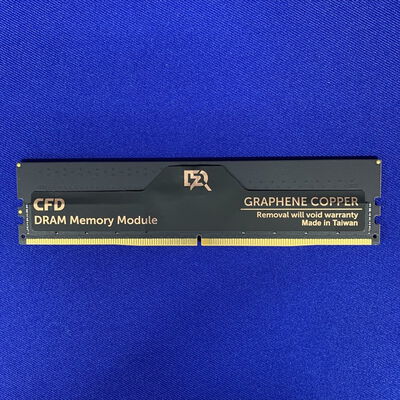 CFD
DRAM Memory Module
GRAPHENE COPPER
Removal will void warranty
Made in Taiwan